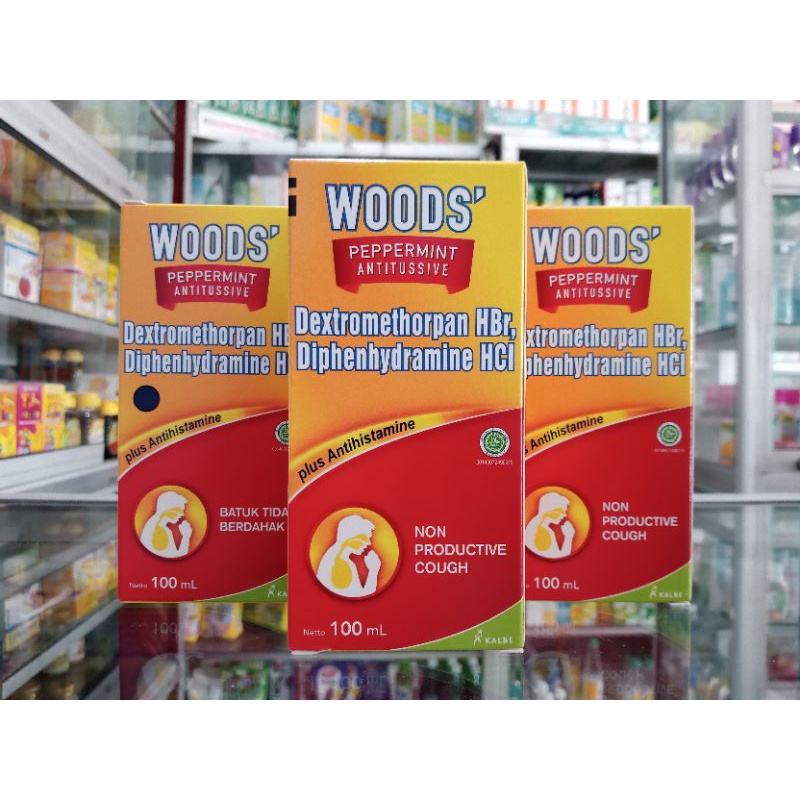 WOODS'
PEPPERMINT
ANTITUSSIVE
Dextromethorpan HB
Diphenhydramine H
plus Antihistamine
BATUK TIDA
BERDAHAK
Netto 100 mL
WOODS'
PEPPERMINT
ANTITUSSIVE
Dextromethorpan HBr,
Diphenhydramine HCl
plus Antihistamine
NON
PRODUCTIVE
COUGH
Netto 100 mL
KALBE
WOODS'
PEPPERMINT
ANTITUSSIVE
xtromethorpan HBr,
phenhydramine HCl
Antihistamine
NON
PRODUCTIVE
COUGH
100 mL
KALBE